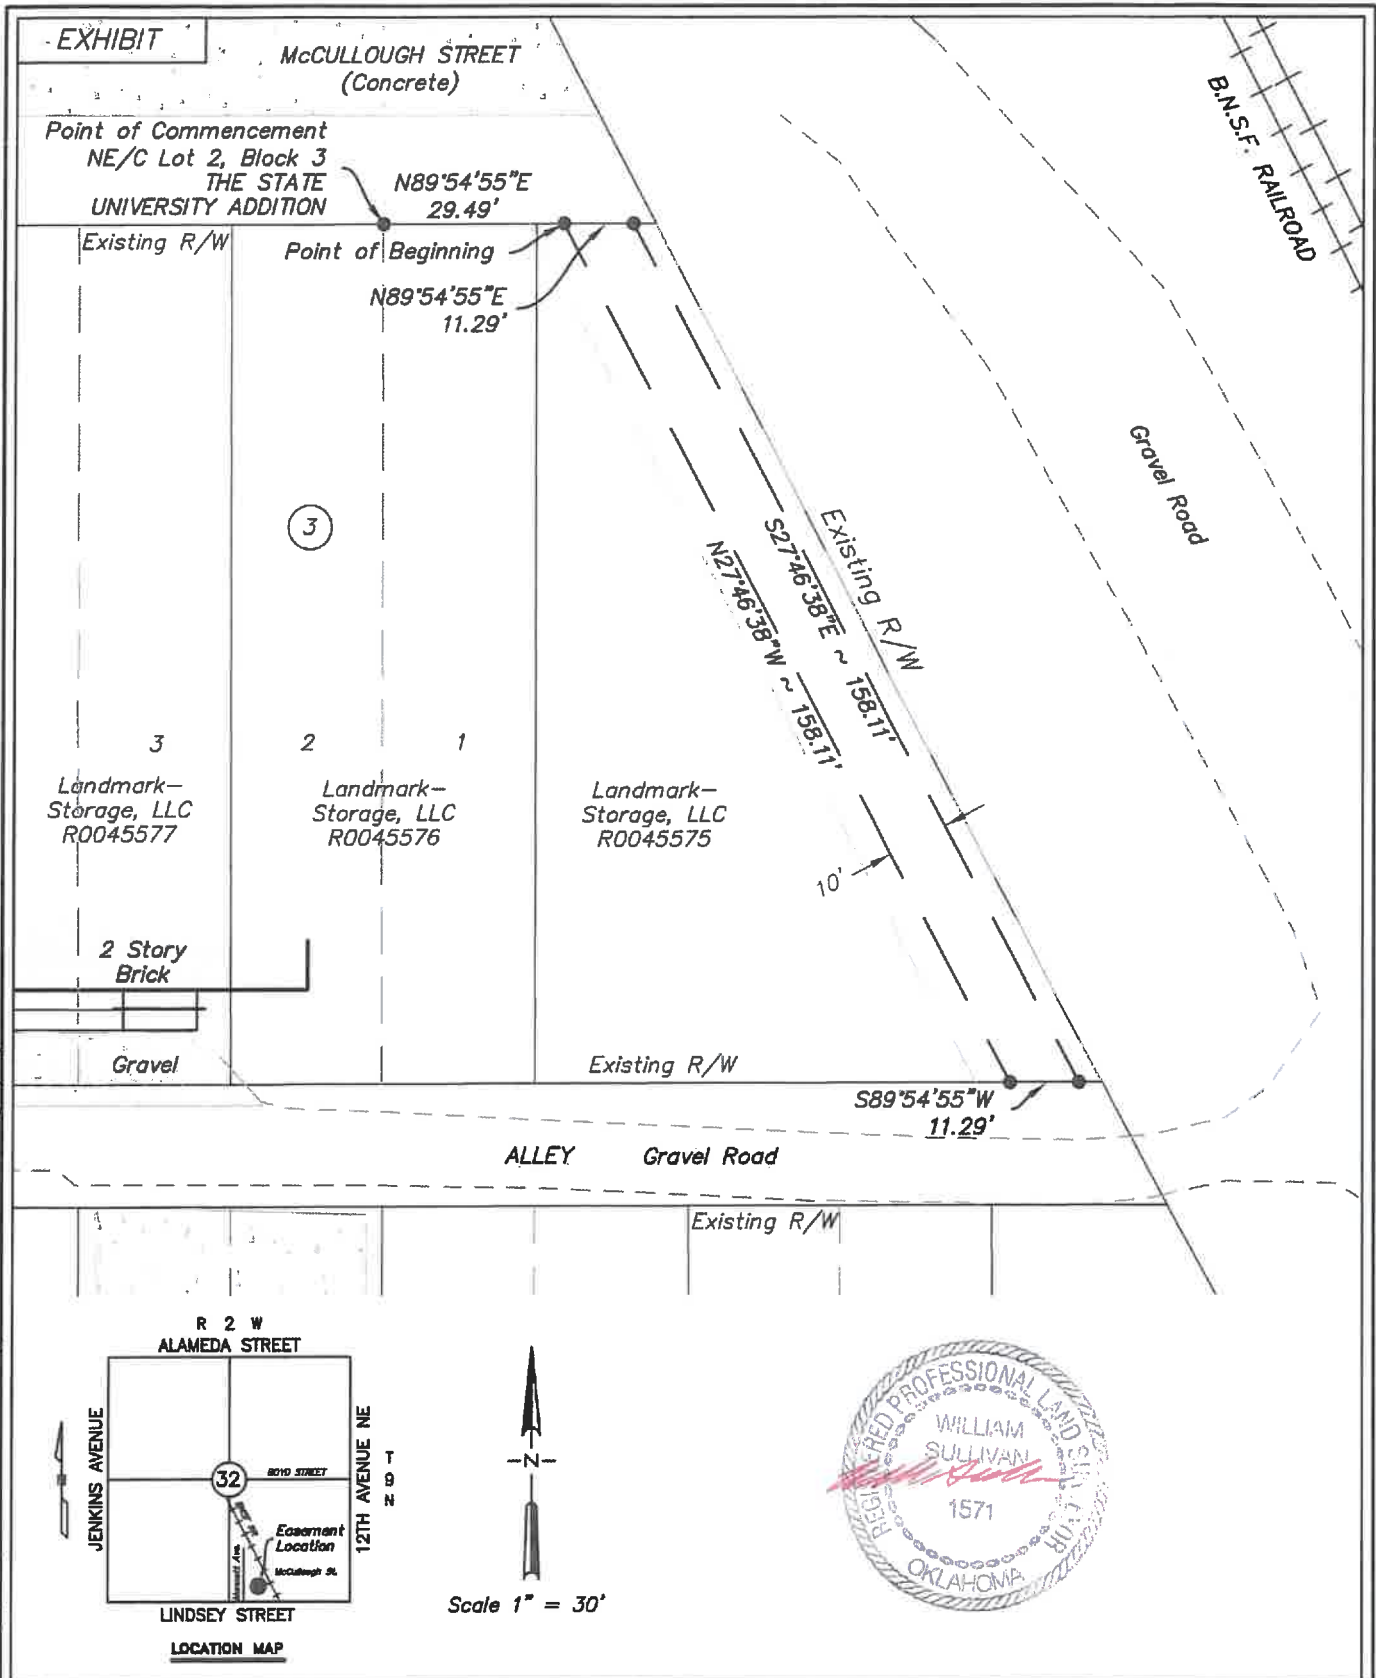 EXHIBIT
McCULLOUGH STREET
(Concrete)
Point of Commencement
NE/C Lot 2, Block 3
THE STATE
UNIVERSITY ADDITION
N89°54'55"E
29.49'
Existing R/W
Point of Beginning
N89°54'55"E
11.29'
B.N.S.F. RAILROAD
Gravel Road
3
Existing R/W
S27°46'38"E ~ 158.11'
N27°46'38"W ~ 158.11'
3
2
1
Landmark-
Storage, LLC
R0045577
Landmark-
Storage, LLC
R0045576
Landmark-
Storage, LLC
R0045575
10'
2 Story
Brick
Gravel
Existing R/W
S89°54'55"W
11.29'
ALLEY
Gravel Road
Existing R/W
R 2 W
ALAMEDA STREET
JENKINS AVENUE
32
BOYD STREET
12TH AVENUE NE
T
9
N
Easement
Location
McCullough St.
LINDSEY STREET
LOCATION MAP
N
Scale 1" = 30'
REGISTERED PROFESSIONAL LAND SURVEYOR
WILLIAM
SULLIVAN
1571
OKLAHOMA